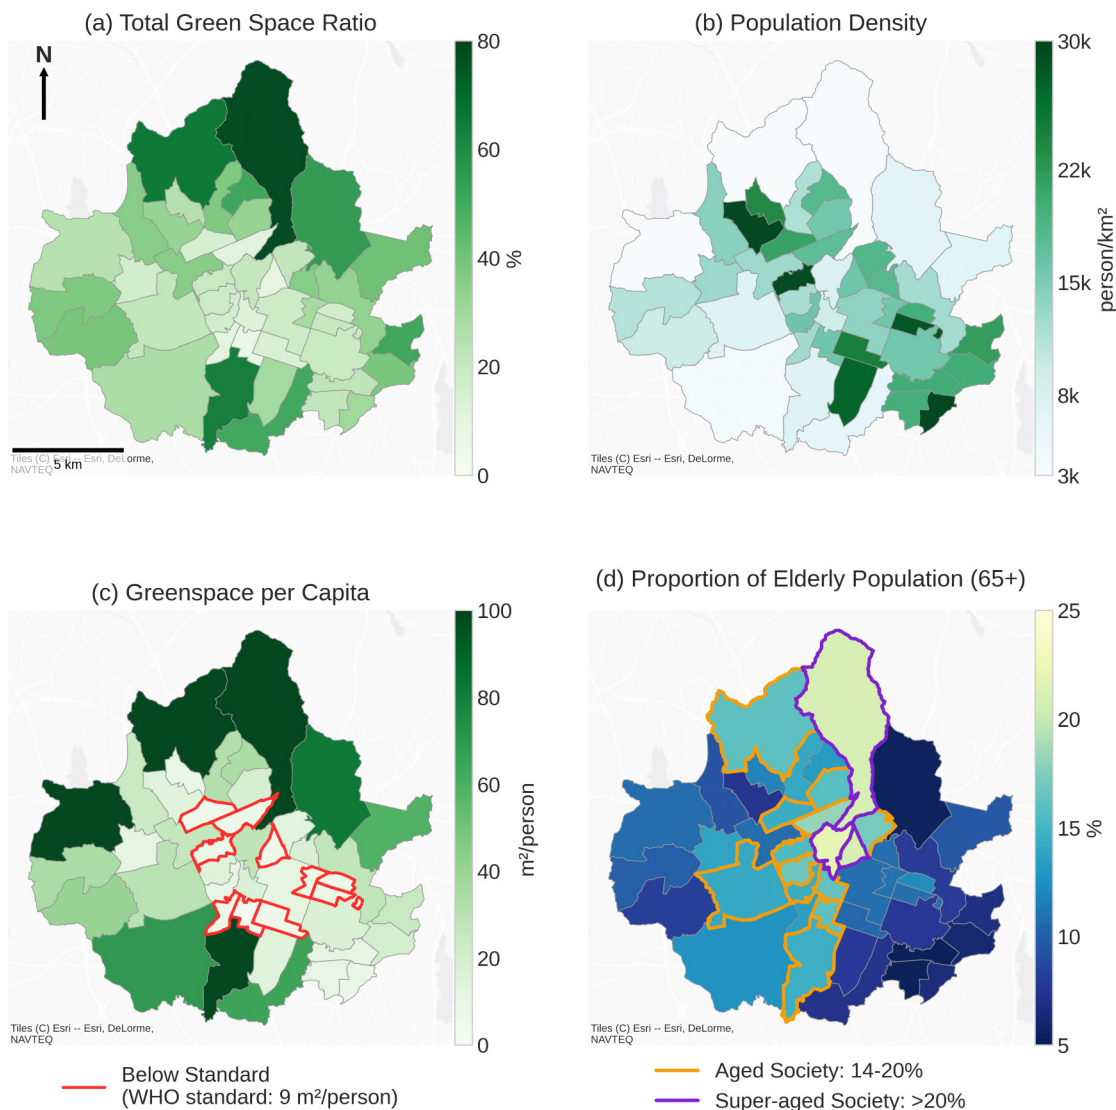 (a) Total Green Space Ratio
N
80
60
40
20
0
%
5 km
Tiles (C) Esri -- Esri, DeLorme,
NAVTEQ
(b) Population Density
30k
22k
15k
8k
3k
person/km²
Tiles (C) Esri -- Esri, DeLorme,
NAVTEQ
(c) Greenspace per Capita
100
80
60
40
20
0
m²/person
Tiles (C) Esri -- Esri, DeLorme,
NAVTEQ
Below Standard
(WHO standard: 9 m²/person)
(d) Proportion of Elderly Population (65+)
25
20
15
10
5
%
Tiles (C) Esri -- Esri, DeLorme,
NAVTEQ
Aged Society: 14-20%
Super-aged Society: >20%